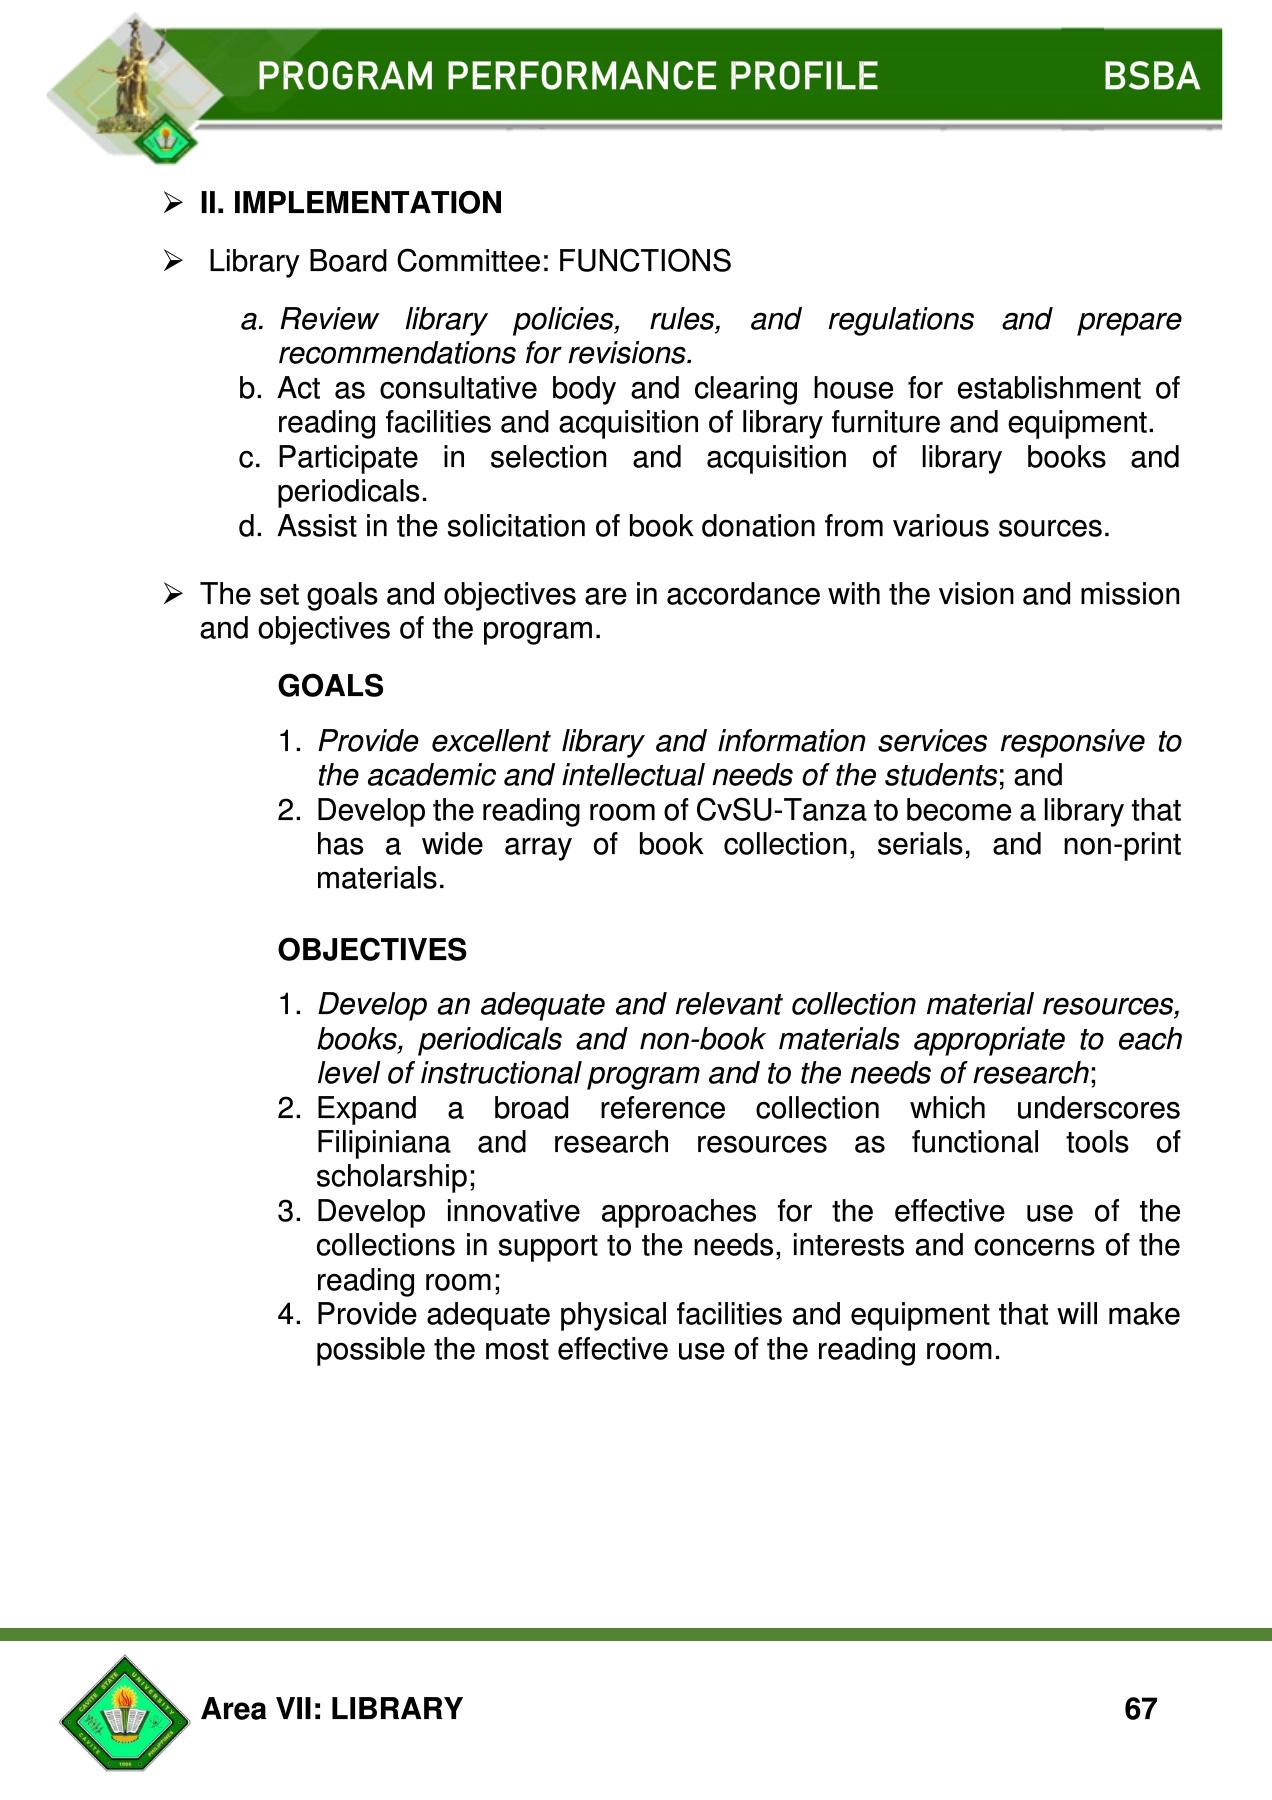 PROGRAM PERFORMANCE PROFILE BSBA
➢ II. IMPLEMENTATION
➢ Library Board Committee: FUNCTIONS
a. Review library policies, rules, and regulations and prepare
recommendations for revisions.
b. Act as consultative body and clearing house for establishment of
reading facilities and acquisition of library furniture and equipment.
c. Participate in selection and acquisition of library books and
periodicals.
d. Assist in the solicitation of book donation from various sources.
➢ The set goals and objectives are in accordance with the vision and mission
and objectives of the program.
GOALS
1. Provide excellent library and information services responsive to
the academic and intellectual needs of the students; and
2. Develop the reading room of CvSU-Tanza to become a library that
has a wide array of book collection, serials, and non-print
materials.
OBJECTIVES
1. Develop an adequate and relevant collection material resources,
books, periodicals and non-book materials appropriate to each
level of instructional program and to the needs of research;
2. Expand a broad reference collection which underscores
Filipiniana and research resources as functional tools of
scholarship;
3. Develop innovative approaches for the effective use of the
collections in support to the needs, interests and concerns of the
reading room;
4. Provide adequate physical facilities and equipment that will make
possible the most effective use of the reading room.
CAVITE STATE UNIVERSITY
CAVITE PHILIPPINES
1906
Area VII: LIBRARY 67